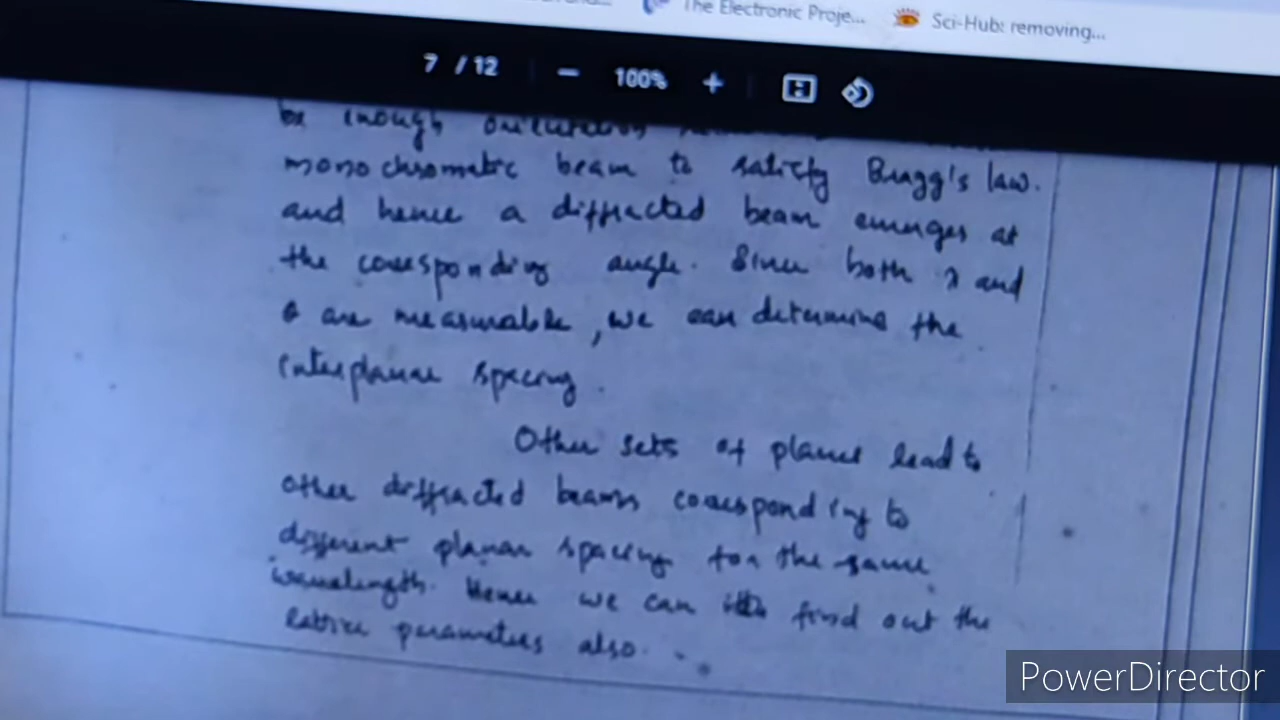 The Electronic Proje...
Sci-Hub: removing...
7 / 12
100%
be enough
monochromatic beam to satisfy Bragg's law.
and hence a diffracted beam emerges at
the corresponding angle. Since both λ and
θ are measurable, we can determine the
interplanar spacing.
Other sets of planes lead to
other diffracted beams corresponding to
different planar spacing for the same
wavelength. Hence we can find out the
lattice parameters also.
PowerDirector